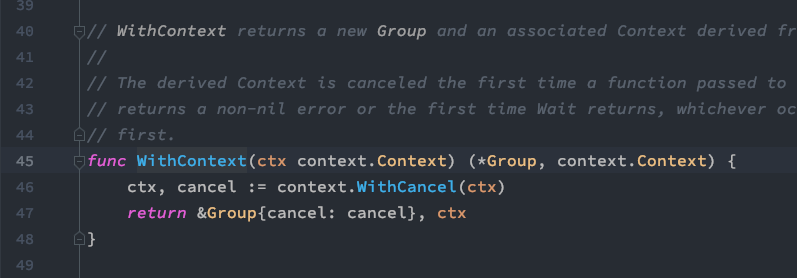 39
40 // WithContext returns a new Group and an associated Context derived
41 //
42 // The derived Context is canceled the first time a function passed to
43 // returns a non-nil error or the first time Wait returns, whichever
44 // first.
45 func WithContext(ctx context.Context) (*Group, context.Context) {
46 ctx, cancel := context.WithCancel(ctx)
47 return &Group{cancel: cancel}, ctx
48 }
49